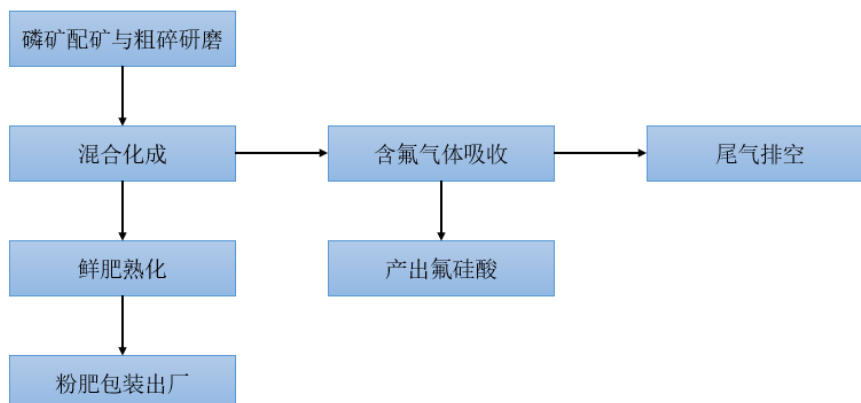 磷矿配矿与粗碎研磨
混合化成
含氟气体吸收
尾气排空
鲜肥熟化
产出氟硅酸
粉肥包装出厂